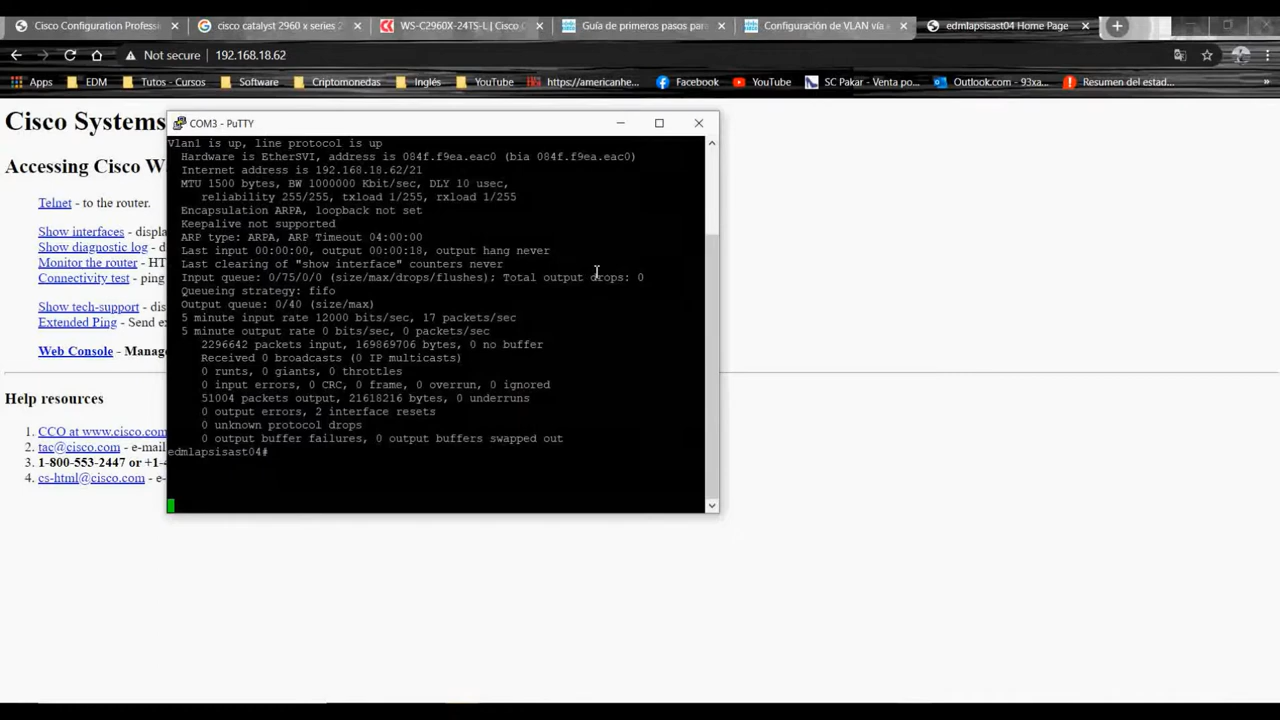 Cisco Configuration Profess
cisco catalyst 2960 x series 2
WS-C2960X-24TS-L | Cisco C
Guía de primeros pasos para
Configuración de VLAN vía
edmlapsisast04 Home Page
Not secure
192.168.18.62
Apps
EDM
Tutos - Cursos
Software
Criptomonedas
Inglés
YouTube
https://americanhe...
Facebook
YouTube
SC Pakar - Venta po...
Outlook.com - 93xa...
Resumen del estad...
»
Cisco Systems
Accessing Cisco W
Telnet - to the router.
Show interfaces - displa
Show diagnostic log - di
Monitor the router - HT
Connectivity test - ping
Show tech-support - dis
Extended Ping - Send ex
Web Console - Manag
Help resources
1. CCO at www.cisco.com
2. tac@cisco.com - e-mail
3. 1-800-553-2447 or +1-
4. cs-html@cisco.com - e-
COM3 - PuTTY
Vlan1 is up, line protocol is up
Hardware is EtherSVI, address is 084f.f9ea.eac0 (bia 084f.f9ea.eac0)
Internet address is 192.168.18.62/21
MTU 1500 bytes, BW 1000000 Kbit/sec, DLY 10 usec,
reliability 255/255, txload 1/255, rxload 1/255
Encapsulation ARPA, loopback not set
Keepalive not supported
ARP type: ARPA, ARP Timeout 04:00:00
Last input 00:00:00, output 00:00:18, output hang never
Last clearing of "show interface" counters never
Input queue: 0/75/0/0 (size/max/drops/flushes); Total output drops: 0
Queueing strategy: fifo
Output queue: 0/40 (size/max)
5 minute input rate 12000 bits/sec, 17 packets/sec
5 minute output rate 0 bits/sec, 0 packets/sec
2296642 packets input, 169869706 bytes, 0 no buffer
Received 0 broadcasts (0 IP multicasts)
0 runts, 0 giants, 0 throttles
0 input errors, 0 CRC, 0 frame, 0 overrun, 0 ignored
51004 packets output, 21618216 bytes, 0 underruns
0 output errors, 2 interface resets
0 unknown protocol drops
0 output buffer failures, 0 output buffers swapped out
edmlapsisast04#